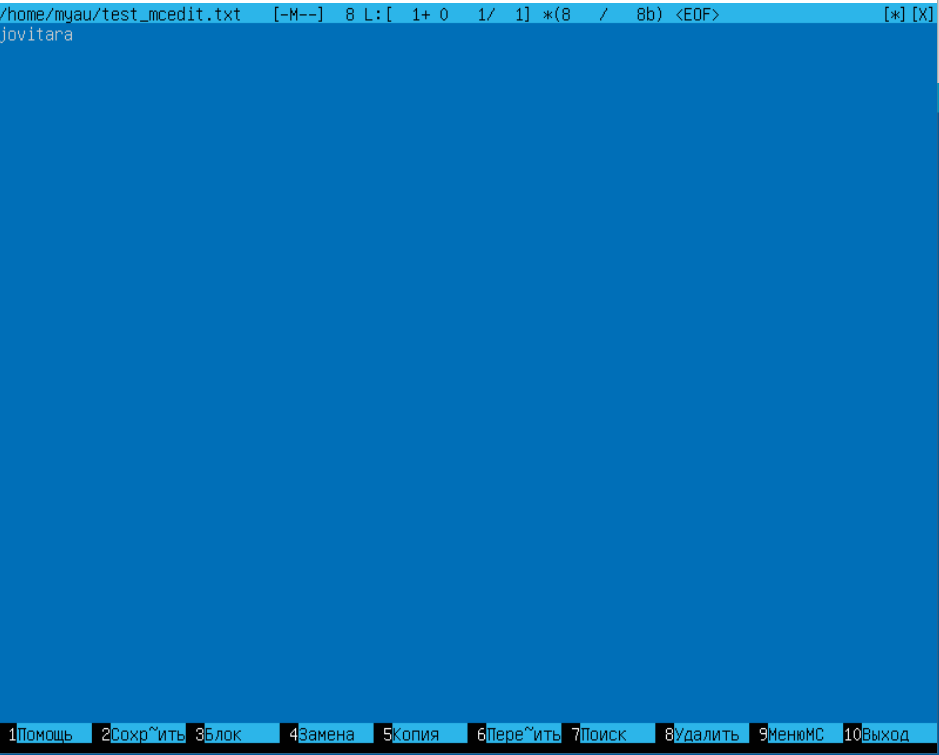 /home/myau/test_mcedit.txt   [-M--]  8 L:[  1+ 0   1/  1] *(8   /   8b) <EOF>   [*][X]
jovitara
1Помощь 2Сохр~ить 3Блок 4Замена 5Копия 6Пере~ить 7Поиск 8Удалить 9МенюMC 10Выход